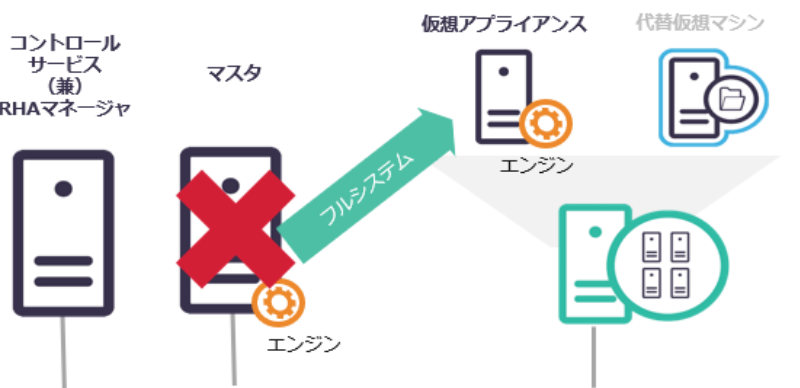 コントロール
サービス
（兼）
RHAマネージャ
マスタ
仮想アプライアンス
代替仮想マシン
フルシステム
エンジン
エンジン